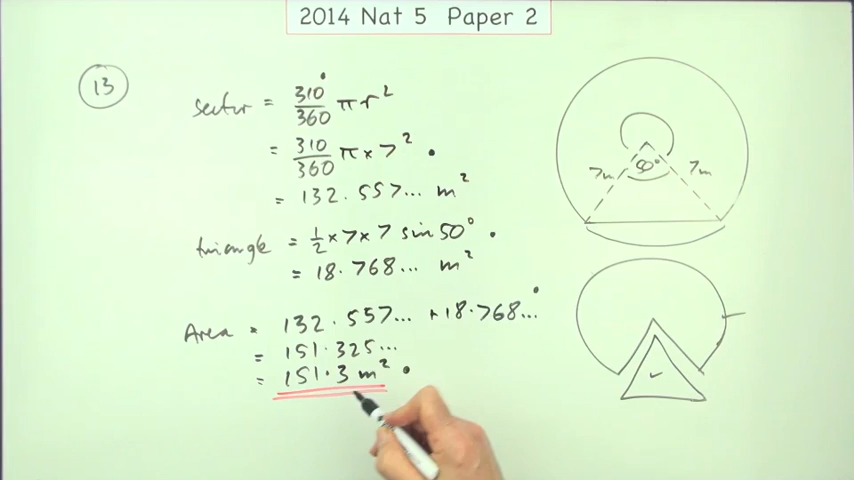 2014 Nat 5 Paper 2
13
sector = 310/360 πr²
= 310/360 π × 7²
= 132.557... m²
triangle = 1/2 × 7 × 7 sin 50°
= 18.768... m²
Area = 132.557... + 18.768...
= 151.325...
= 151.3 m²
7m 50° 7m